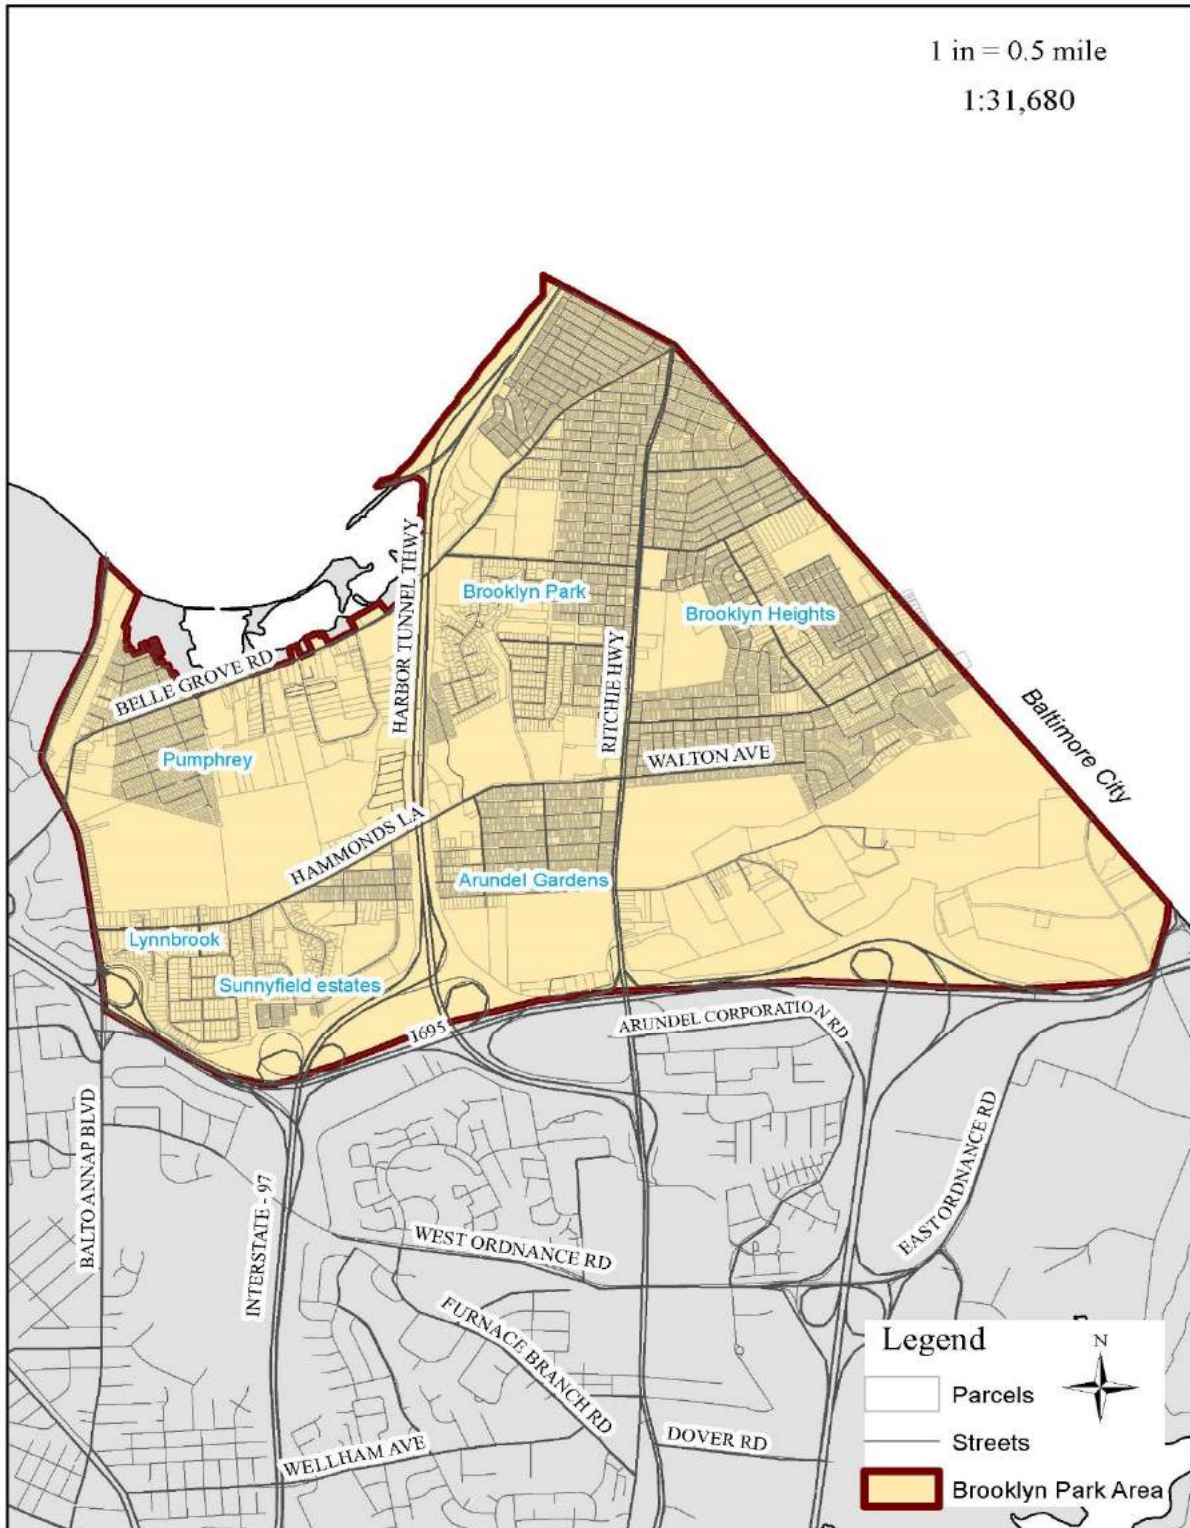 1 in = 0.5 mile
1:31,680
HARBOR TUNNEL THWY
Brooklyn Park
Brooklyn Heights
RITCHIE HWY
BELLE GROVE RD
Baltimore City
Pumphrey
WALTON AVE
HAMMONDS LA
Arundel Gardens
Lynnbrook
Sunnyfield estates
I695
ARUNDEL CORPORATION RD
BALTO ANNAP BLVD
INTERSTATE - 97
EAST ORDNANCE RD
WEST ORDNANCE RD
FURNACE BRANCH RD
DOVER RD
WELLHAM AVE
Legend
N
Parcels
Streets
Brooklyn Park Area